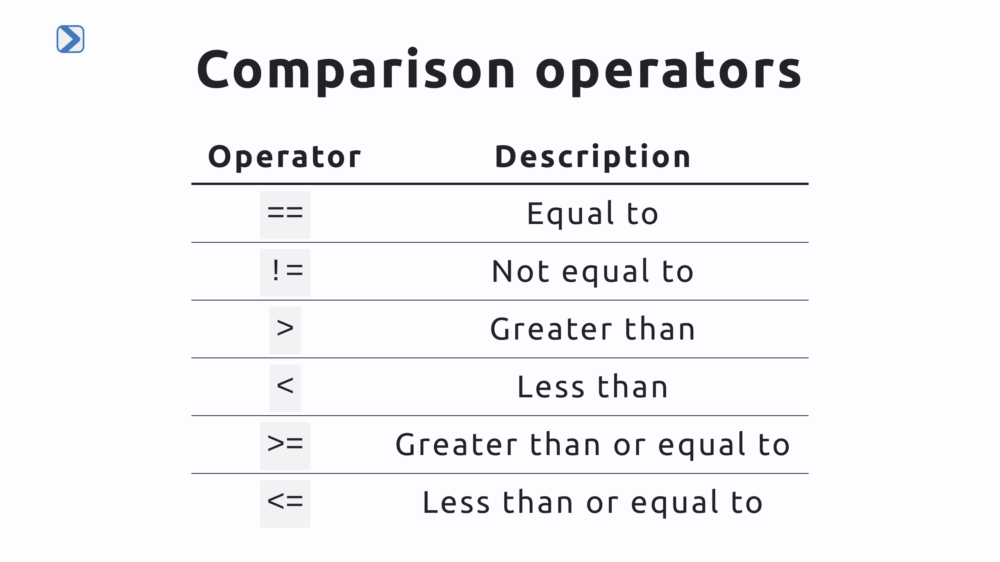 Comparison operators
Operator Description
== Equal to
!= Not equal to
> Greater than
< Less than
>= Greater than or equal to
<= Less than or equal to